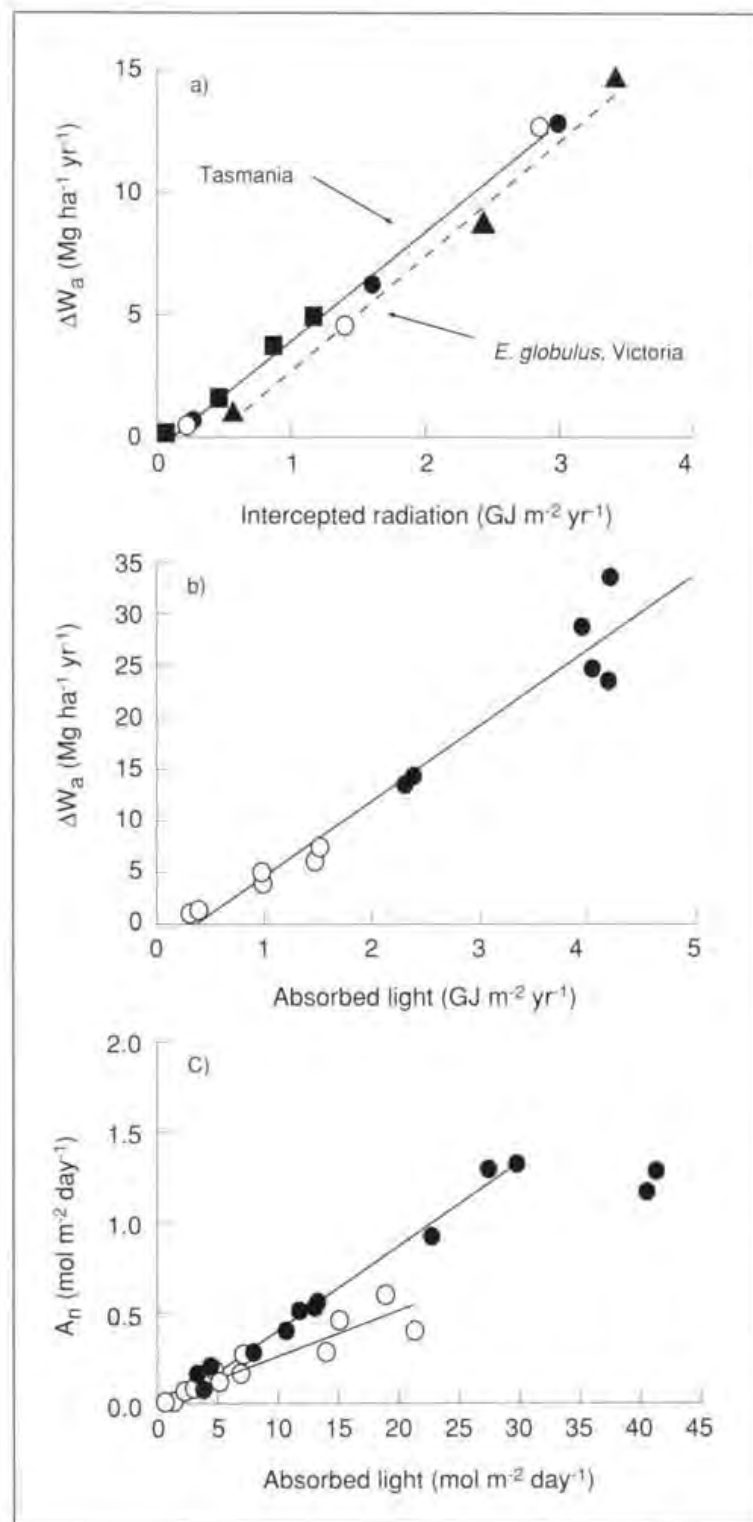 a)
15
10
5
0
ΔWₐ (Mg ha⁻¹ yr⁻¹)
Tasmania
E. globulus, Victoria
0 1 2 3 4
Intercepted radiation (GJ m⁻² yr⁻¹)
b)
35
30
25
20
15
10
5
0
ΔWₐ (Mg ha⁻¹ yr⁻¹)
0 1 2 3 4 5
Absorbed light (GJ m⁻² yr⁻¹)
C)
2.0
1.5
1.0
0.5
0.0
Aₙ (mol m⁻² day⁻¹)
0 5 10 15 20 25 30 35 40 45
Absorbed light (mol m⁻² day⁻¹)